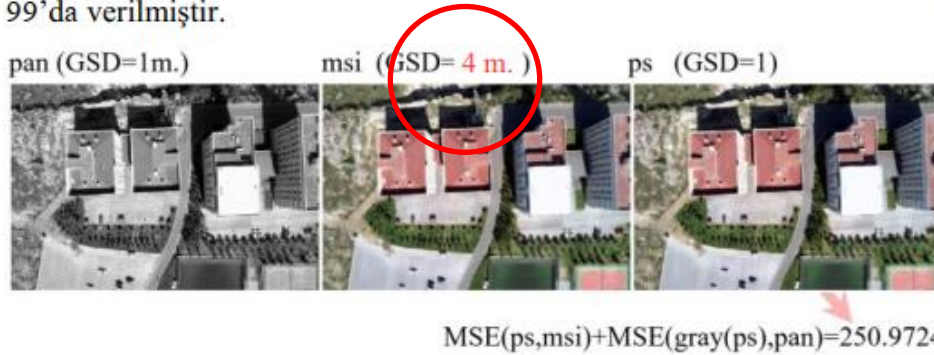 99’da verilmiştir.
pan (GSD=1m.) msi (GSD= 4 m. ) ps (GSD=1)
MSE(ps,msi)+MSE(gray(ps),pan)=250.9724